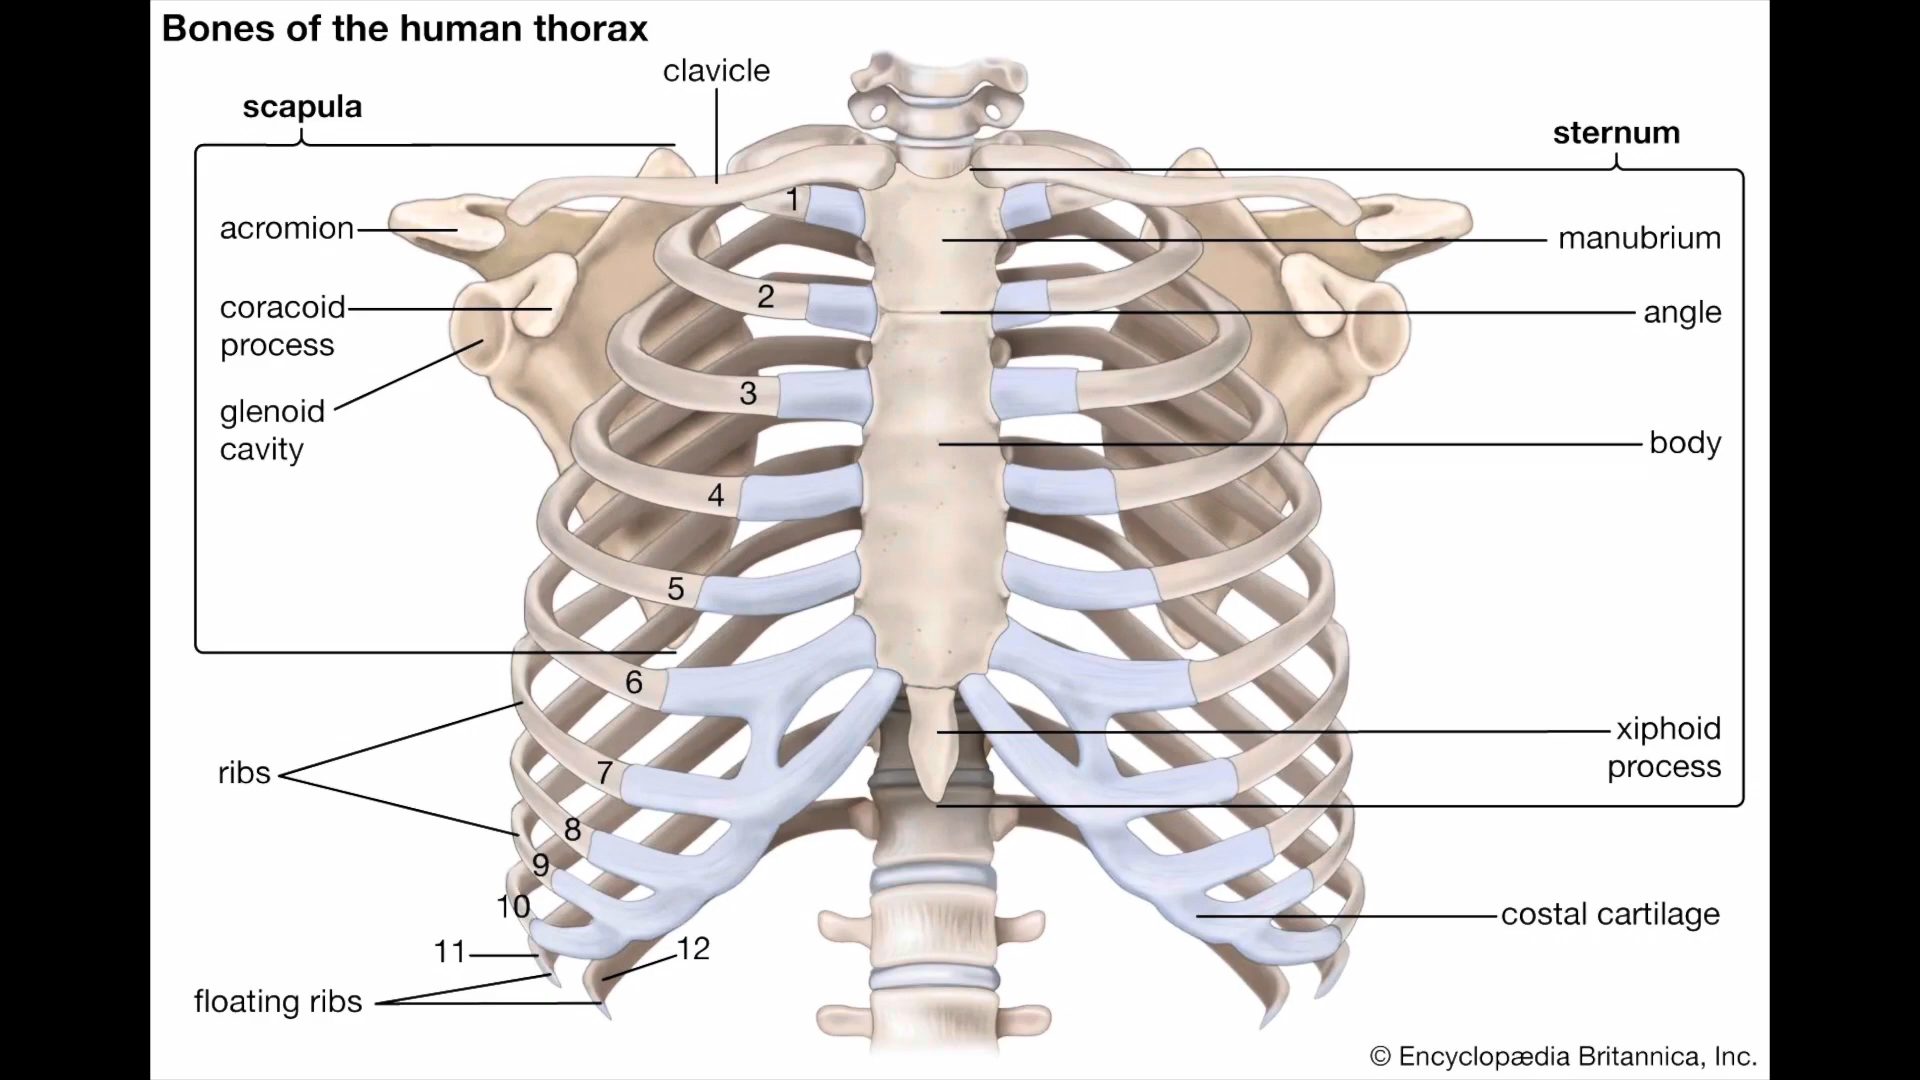 Bones of the human thorax
clavicle
scapula
sternum
acromion
coracoid
process
glenoid
cavity
manubrium
angle
body
xiphoid
process
costal cartilage
ribs
floating ribs
1
2
3
4
5
6
7
8
9
10
11
12
© Encyclopædia Britannica, Inc.